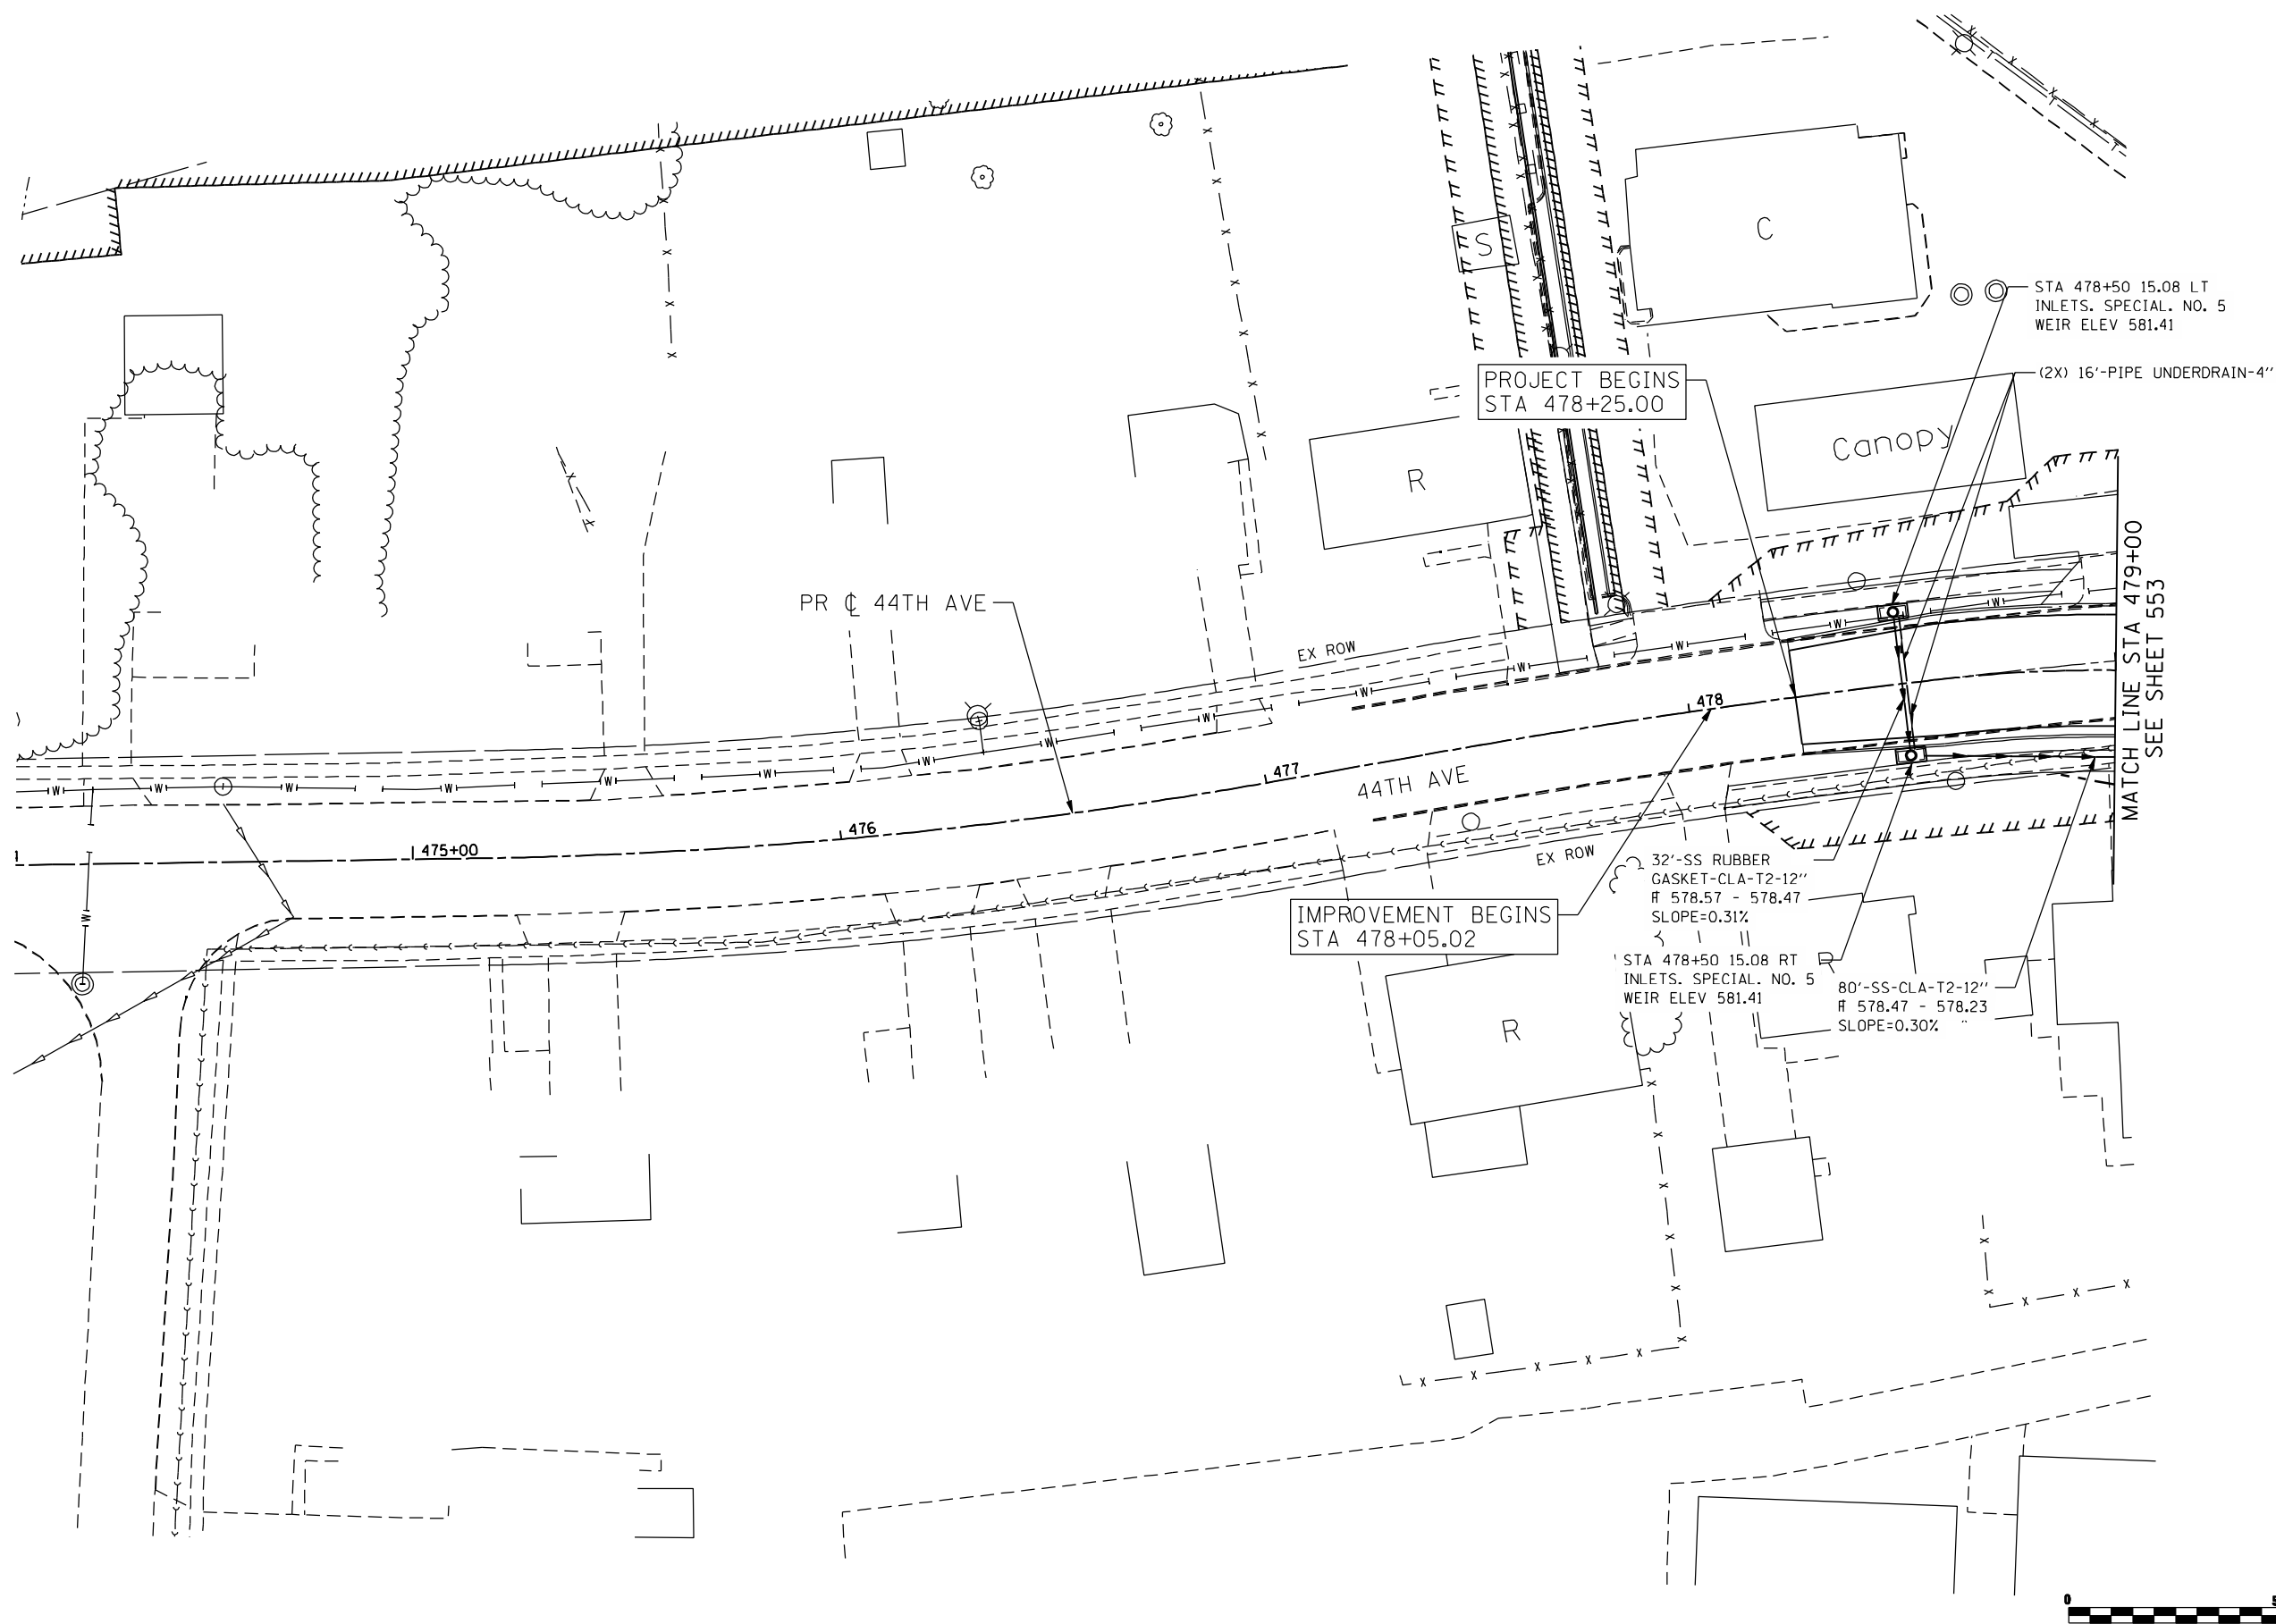 S
C
STA 478+50 15.08 LT
INLETS. SPECIAL. NO. 5
WEIR ELEV 581.41
(2X) 16'-PIPE UNDERDRAIN-4''
PROJECT BEGINS
STA 478+25.00
Canopy
R
PR ℄ 44TH AVE
EX ROW
MATCH LINE STA 479+00
SEE SHEET 553
478
477
476
475+00
44TH AVE
EX ROW
IMPROVEMENT BEGINS
STA 478+05.02
32'-SS RUBBER
GASKET-CLA-T2-12''
578.57 - 578.47
SLOPE=0.31%
STA 478+50 15.08 RT
INLETS. SPECIAL. NO. 5
WEIR ELEV 581.41
80'-SS-CLA-T2-12''
578.47 - 578.23
SLOPE=0.30%
R
W W W W W W W W W W W W W
W
0